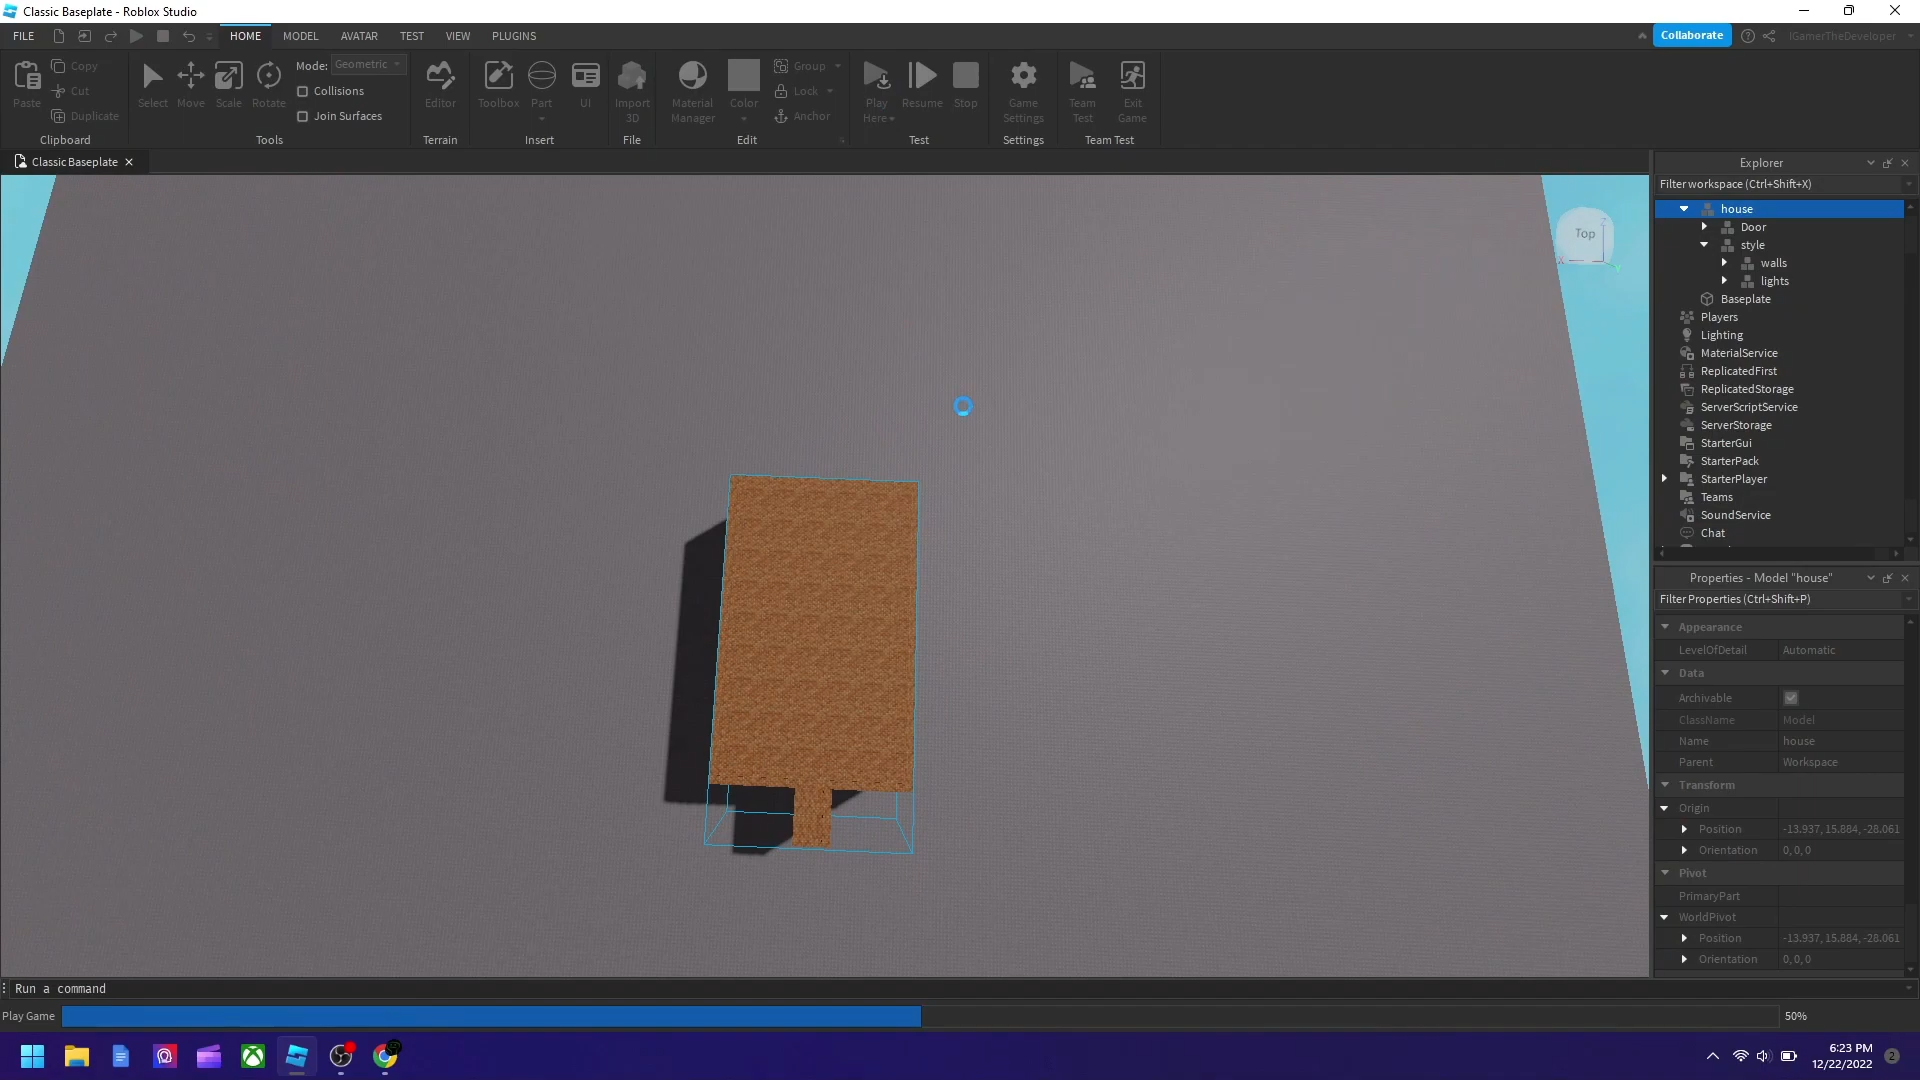 Classic Baseplate - Roblox Studio
FILE HOME MODEL AVATAR TEST VIEW PLUGINS Collaborate IGamerTheDeveloper
Paste Copy Cut Duplicate
Clipboard
Select Move Scale Rotate
Mode: Geometric
Collisions
Join Surfaces
Tools
Editor
Terrain
Toolbox Part UI
Insert
Import 3D
File
Material Manager Color
Group
Lock
Anchor
Edit
Play Here Resume Stop
Test
Game Settings
Settings
Team Test Exit Game
Team Test
Classic Baseplate
Top
X
Z
Y
Explorer
Filter workspace (Ctrl+Shift+X)
house
Door
style
walls
lights
Baseplate
Players
Lighting
MaterialService
ReplicatedFirst
ReplicatedStorage
ServerScriptService
ServerStorage
StarterGui
StarterPack
StarterPlayer
Teams
SoundService
Chat
Properties - Model "house"
Filter Properties (Ctrl+Shift+P)
Appearance
LevelOfDetail Automatic
Data
Archivable
ClassName Model
Name house
Parent Workspace
Transform
Origin
Position -13.937, 15.884, -28.061
Orientation 0, 0, 0
Pivot
PrimaryPart
WorldPivot
Position -13.937, 15.884, -28.061
Orientation 0, 0, 0
Run a command
Play Game 50%
6:23 PM
12/22/2022
2